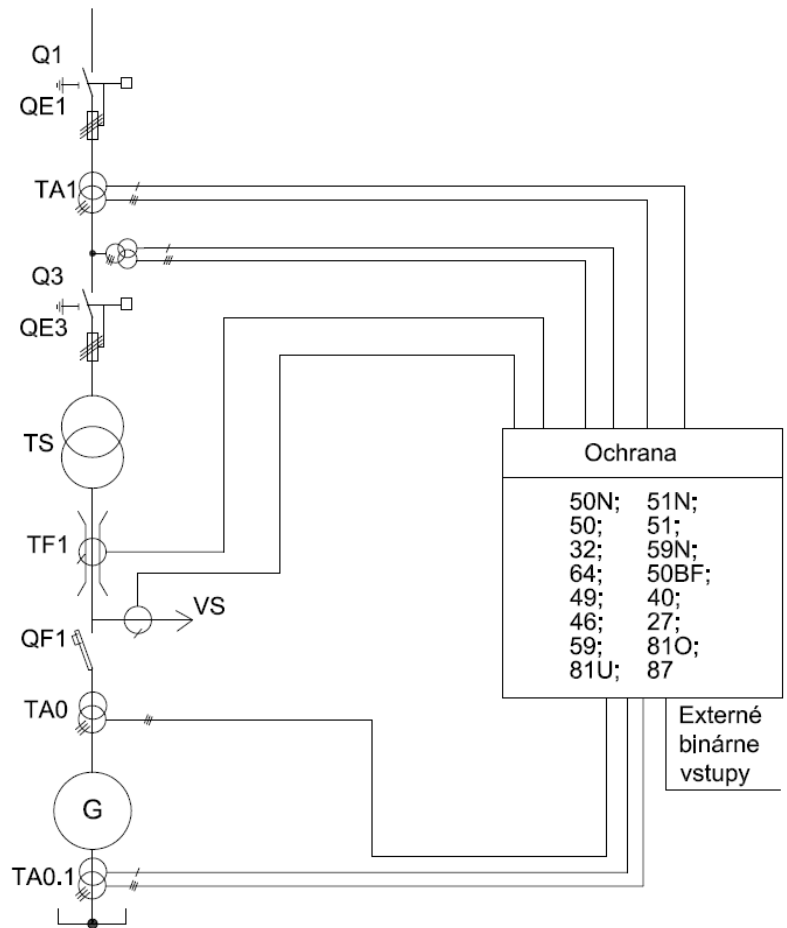 Q1
QE1
TA1
Q3
QE3
TS
TF1
VS
QF1
TA0
G
TA0.1
Ochrana
50N; 51N;
50; 51;
32; 59N;
64; 50BF;
49; 40;
46; 27;
59; 81O;
81U; 87
Externé
binárne
vstupy